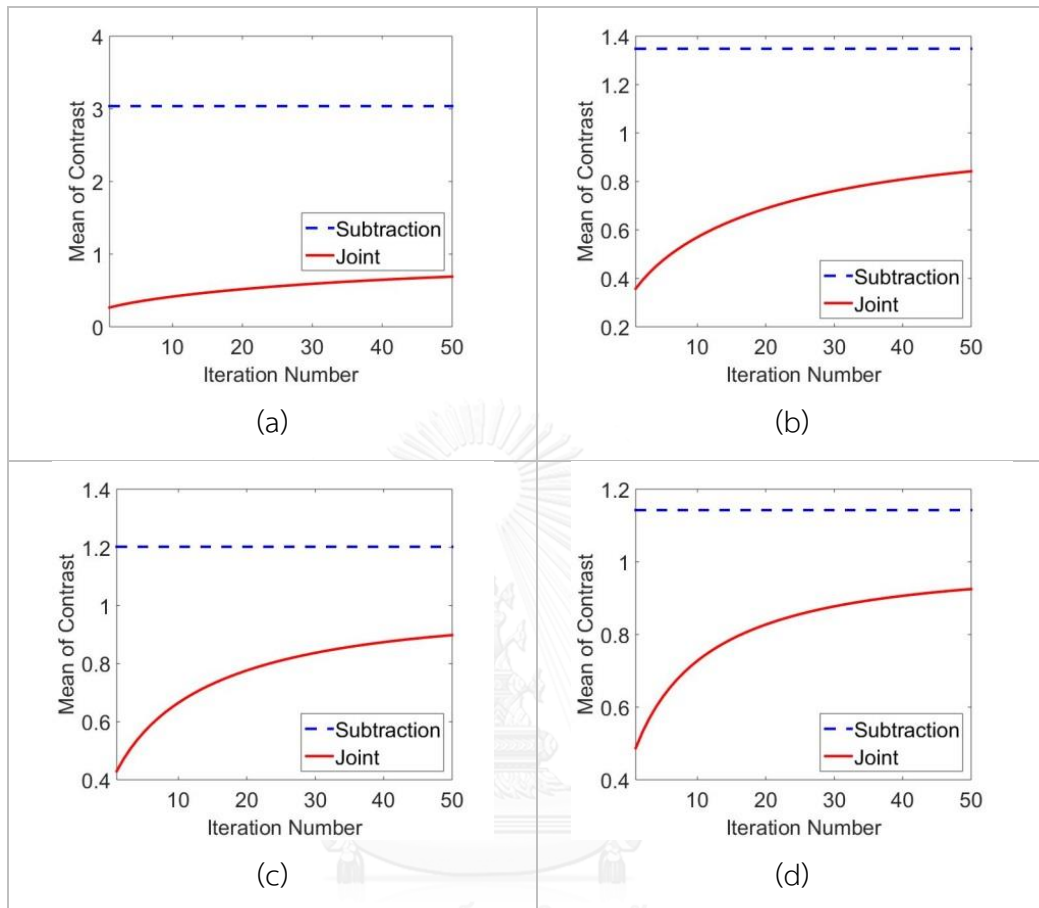 4
3
2
1
0
Mean of Contrast
Subtraction
Joint
10 20 30 40 50
Iteration Number
(a)
1.4
1.2
1
0.8
0.6
0.4
0.2
Mean of Contrast
Subtraction
Joint
10 20 30 40 50
Iteration Number
(b)
1.4
1.2
1
0.8
0.6
0.4
Mean of Contrast
Subtraction
Joint
10 20 30 40 50
Iteration Number
(c)
1.2
1
0.8
0.6
0.4
Mean of Contrast
Subtraction
Joint
10 20 30 40 50
Iteration Number
(d)